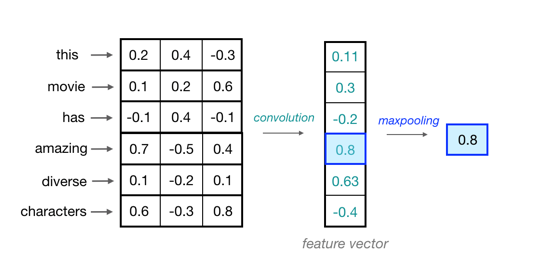 this 0.2 0.4 -0.3 0.11
movie 0.1 0.2 0.6 0.3
has -0.1 0.4 -0.1 convolution -0.2 maxpooling
amazing 0.7 -0.5 0.4 0.8 0.8
diverse 0.1 -0.2 0.1 0.63
characters 0.6 -0.3 0.8 -0.4
feature vector